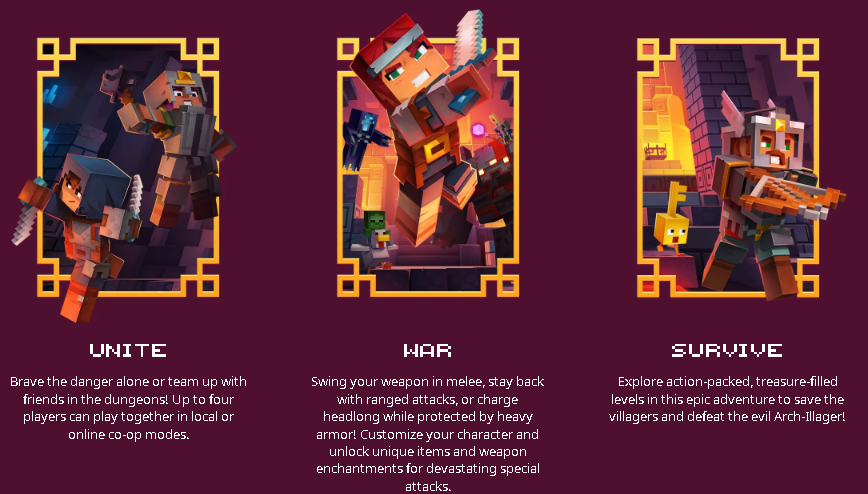 UNITE
Brave the danger alone or team up with
friends in the dungeons! Up to four
players can play together in local or
online co-op modes.
WAR
Swing your weapon in melee, stay back
with ranged attacks, or charge
headlong while protected by heavy
armor! Customize your character and
unlock unique items and weapon
enchantments for devastating special
attacks.
SURVIVE
Explore action-packed, treasure-filled
levels in this epic adventure to save the
villagers and defeat the evil Arch-Illager!